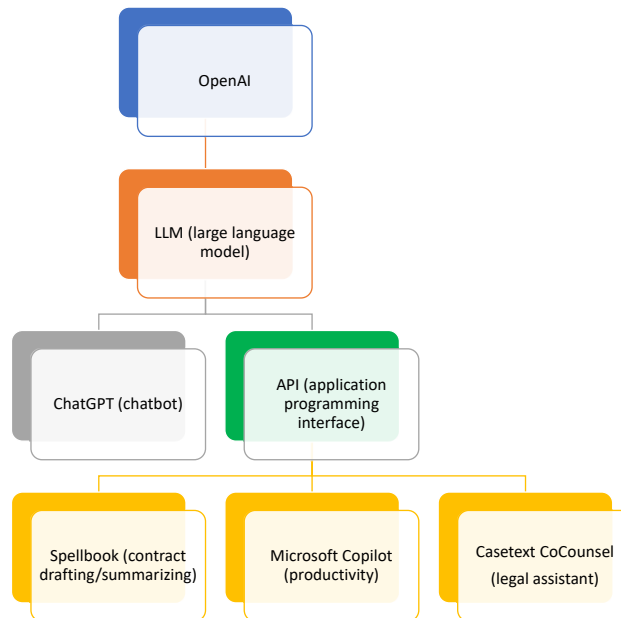 OpenAI
LLM (large language
model)
ChatGPT (chatbot)
API (application
programming
interface)
Spellbook (contract
drafting/summarizing)
Microsoft Copilot
(productivity)
Casetext CoCounsel
(legal assistant)